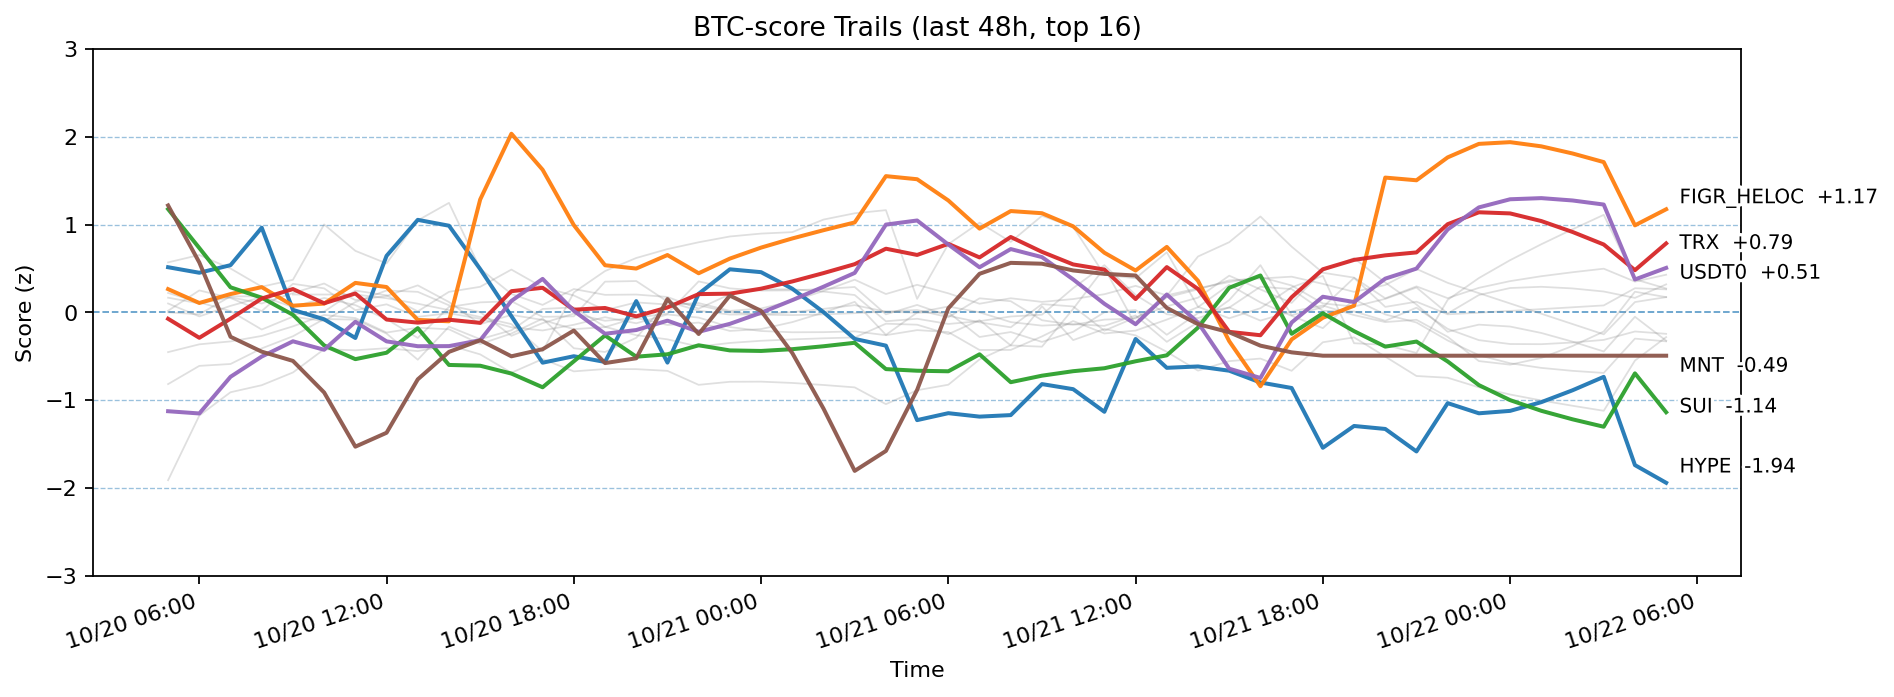 BTC-score Trails (last 48h, top 16)
3
2
1
0
−1
−2
−3
Score (z)
FIGR_HELOC +1.17
TRX +0.79
USDT0 +0.51
MNT -0.49
SUI -1.14
HYPE -1.94
10/20 06:00
10/20 12:00
10/20 18:00
10/21 00:00
10/21 06:00
10/21 12:00
10/21 18:00
10/22 00:00
10/22 06:00
Time